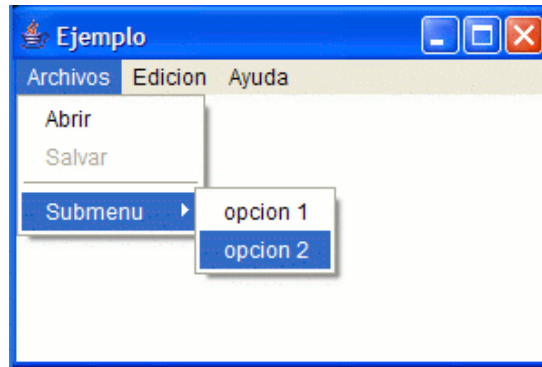 Ejemplo
Archivos Edicion Ayuda
Abrir
Salvar
Submenu
opcion 1
opcion 2